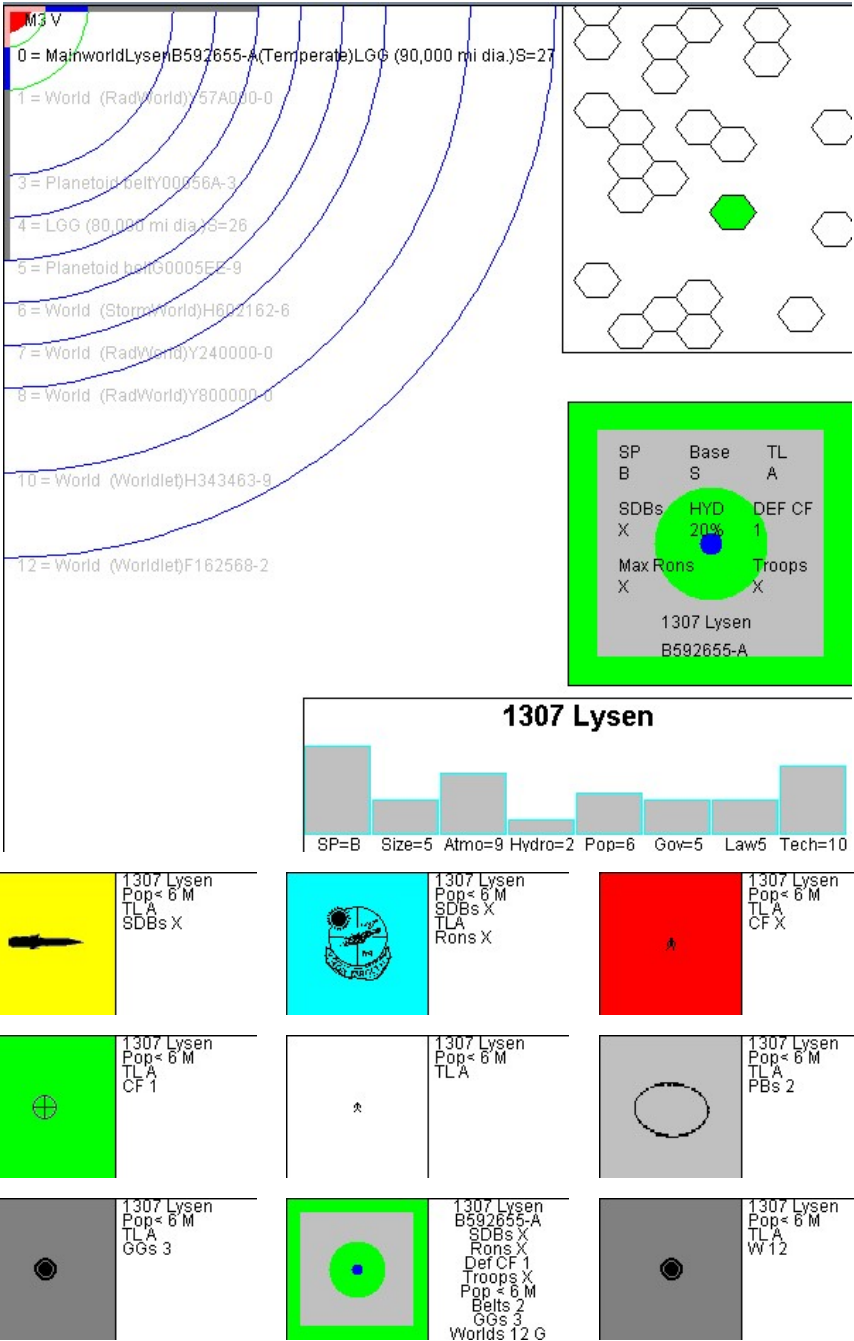 M3 V
0 = MainworldLysenB592655-A(Temperate)LGG (90,000 mi dia.)S=27
1 = World (RadWorld)Y57A000-0
3 = Planetoid beltY00056A-3
4 = LGG (80,000 mi dia.)S=26
5 = Planetoid beltG0005EE-9
6 = World (StormWorld)H602162-6
7 = World (RadWorld)Y240000-0
8 = World (RadWorld)Y800000-0
10 = World (Worldlet)H343463-9
12 = World (Worldlet)F162568-2
SP Base TL
B S A
SDBs HYD DEF CF
X 20% 1
Max Rons Troops
X X
1307 Lysen
B592655-A
1307 Lysen
SP=B Size=5 Atmo=9 Hydro=2 Pop=6 Gov=5 Law5 Tech=10
1307 Lysen
Pop< 6 M
TL A
SDBs X
1307 Lysen
Pop< 6 M
SDBs X
TLA
Rons X
1307 Lysen
Pop< 6 M
TL A
CF X
1307 Lysen
Pop< 6 M
TL A
CF 1
1307 Lysen
Pop< 6 M
TL A
1307 Lysen
Pop< 6 M
TL A
PBs 2
1307 Lysen
Pop< 6 M
TL A
GGs 3
1307 Lysen
B592655-A
SDBs X
Rons X
Def CF 1
Troops X
Pop < 6 M
Belts 2
GGs 3
Worlds 12 G
1307 Lysen
Pop< 6 M
TL A
W 12